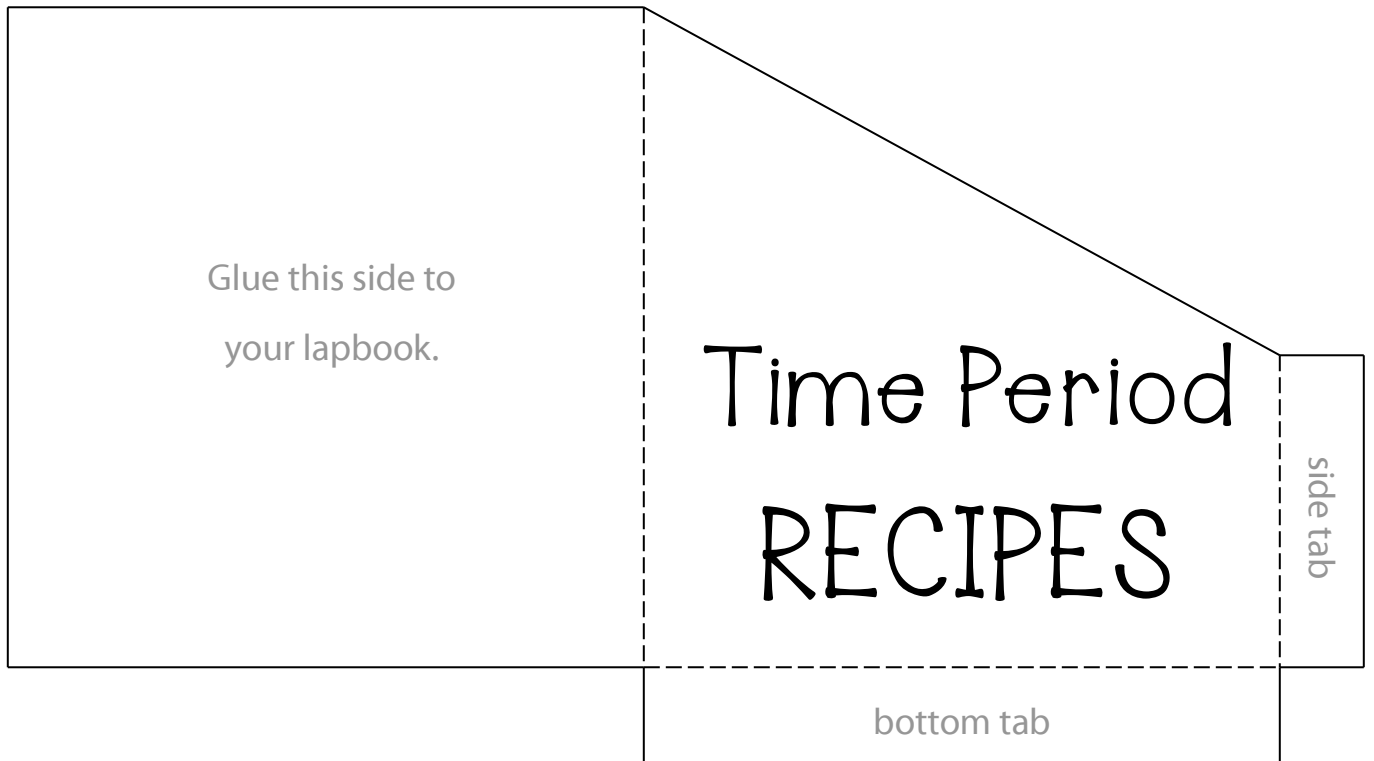 Glue this side to
your lapbook.
Time Period
RECIPES
side tab
bottom tab